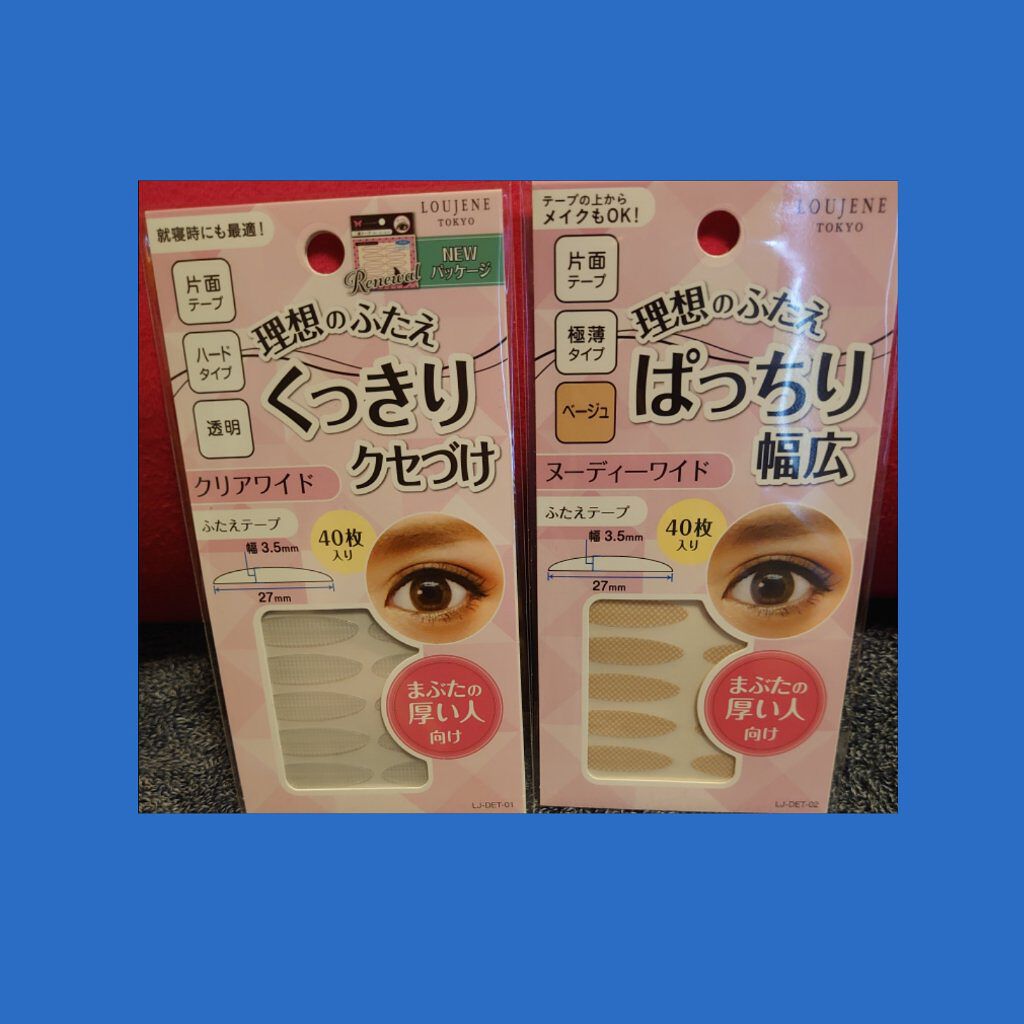 就寝時にも最適!
LOUJENE
TOKYO
Renewal
NEW
パッケージ
片面
テープ
ハード
タイプ
透明
理想のふたえ
くっきり
クセづけ
クリアワイド
ふたえテープ
40枚
入り
幅 3.5mm
27mm
まぶたの
厚い人
向け
LJ-DET-01
テープの上から
メイクもOK!
LOUJENE
TOKYO
片面
テープ
極薄
タイプ
ベージュ
理想のふたえ
ぱっちり
幅広
ヌーディーワイド
ふたえテープ
40枚
入り
幅 3.5mm
27mm
まぶたの
厚い人
向け
LJ-DET-02